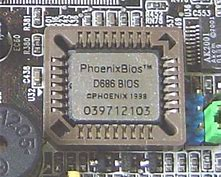 PhoenixBios™
D686 BIOS
©PHOENIX 1998
039712103